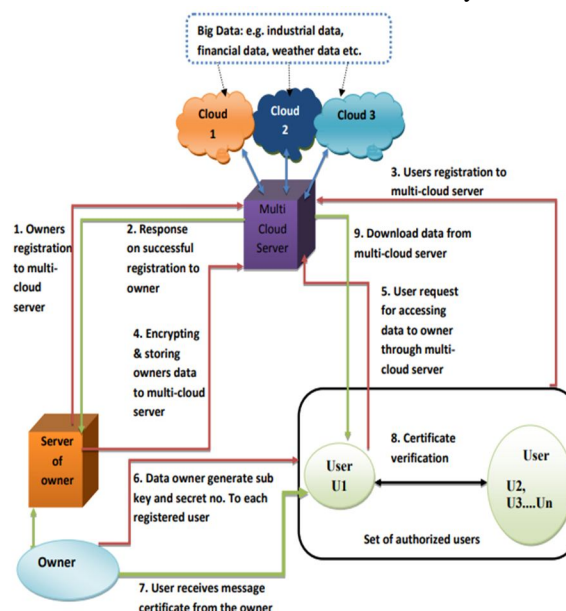 Big Data: e.g. industrial data,
financial data, weather data etc.
Cloud
1
Cloud
2
Cloud 3
3. Users registration to
multi-cloud server
Multi
Cloud
Server
1. Owners
registration
to multi-
cloud
server
2. Response
on successful
registration to
owner
9. Download data from
multi-cloud server
5. User request
for accessing
data to owner
through multi-
cloud server
4. Encrypting
& storing
owners data
to multi-cloud
server
Server
of
owner
8. Certificate
verification
User
U1
User
U2,
U3....Un
6. Data owner generate sub
key and secret no. To each
registered user
Set of authorized users
Owner
7. User receives message
certificate from the owner